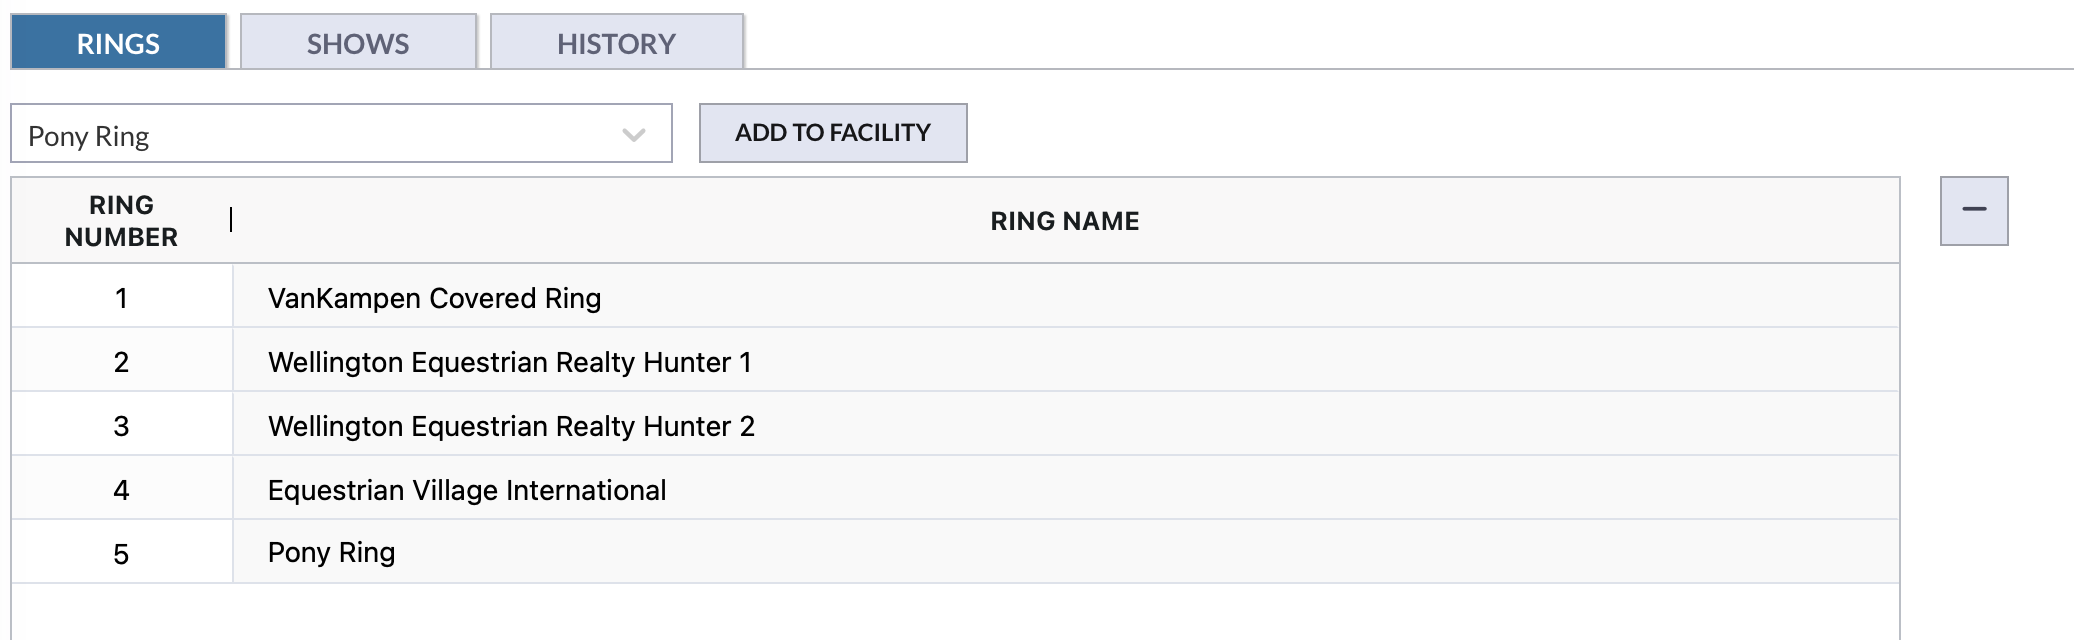 RINGS SHOWS HISTORY
Pony Ring ADD TO FACILITY
RING NUMBER RING NAME
1 VanKampen Covered Ring
2 Wellington Equestrian Realty Hunter 1
3 Wellington Equestrian Realty Hunter 2
4 Equestrian Village International
5 Pony Ring